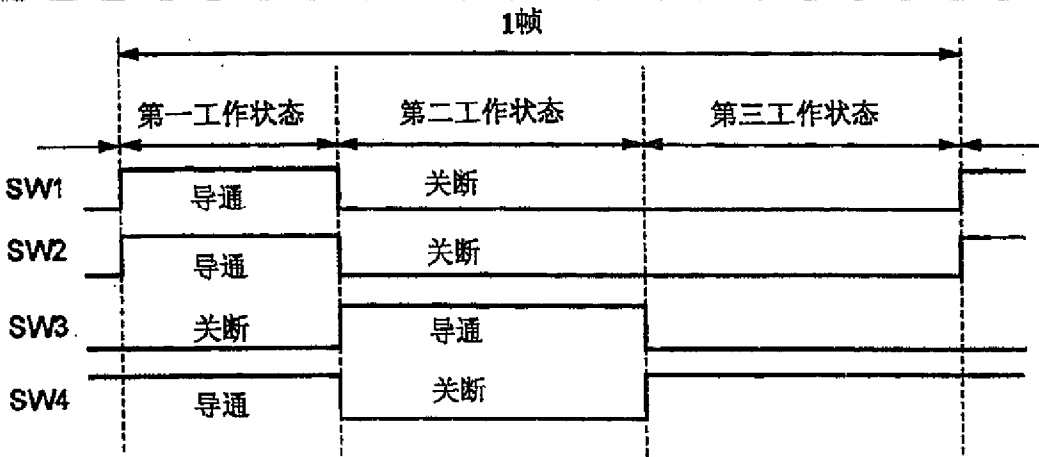 1帧
第一工作状态 第二工作状态 第三工作状态
SW1 导通 关断
SW2 导通 关断
SW3 关断 导通
SW4 导通 关断